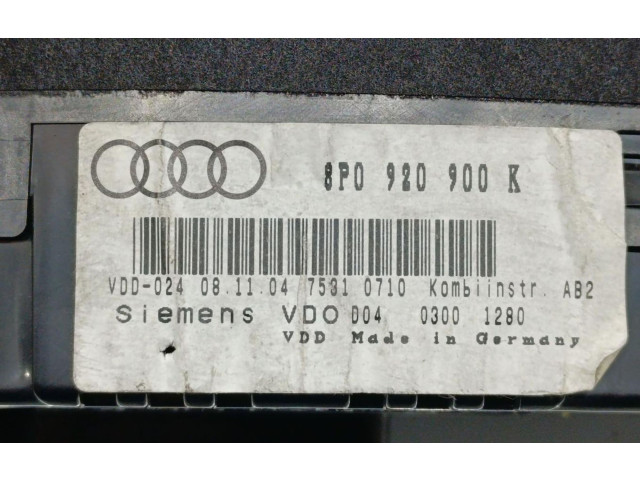 8P0 920 900 K
VDD-024 08.11.04 7531 0710 Kombiinstr. AB2
Siemens VDO D04 0300 1280
VDD Made in Germany